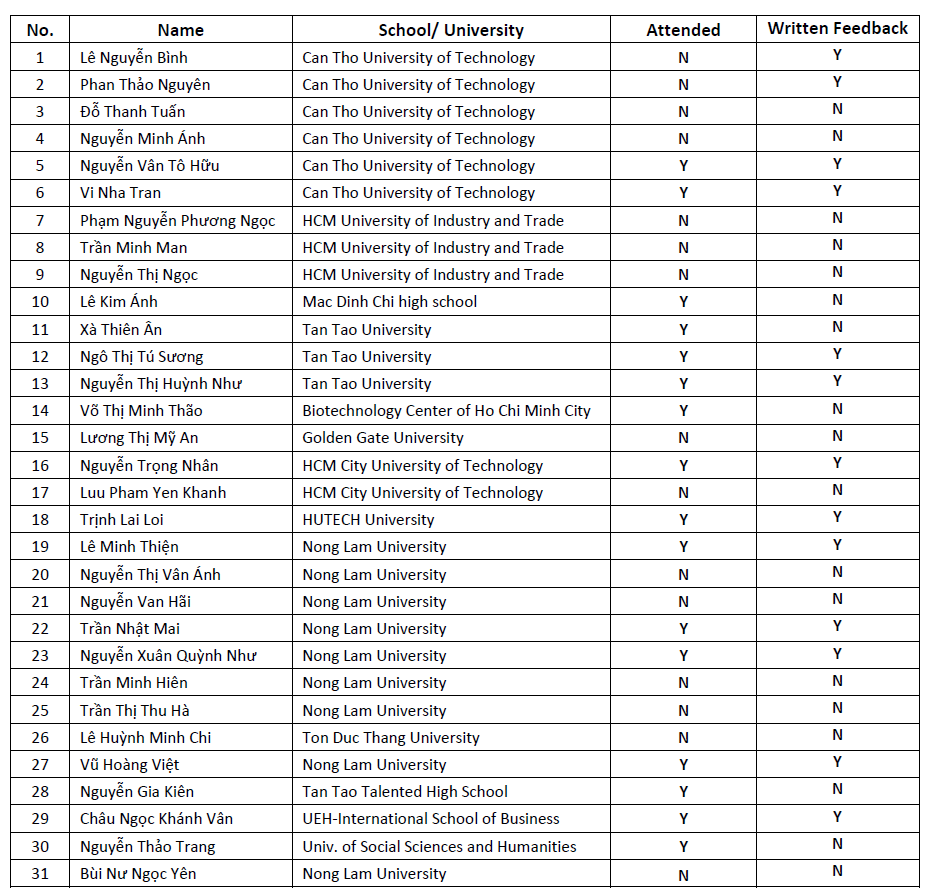 No. Name School/ University Attended Written Feedback
1 Lê Nguyễn Bình Can Tho University of Technology N Y
2 Phan Thảo Nguyên Can Tho University of Technology N Y
3 Đỗ Thanh Tuấn Can Tho University of Technology N N
4 Nguyễn Minh Ánh Can Tho University of Technology N N
5 Nguyễn Vân Tô Hữu Can Tho University of Technology Y Y
6 Vi Nha Tran Can Tho University of Technology Y Y
7 Phạm Nguyễn Phương Ngọc HCM University of Industry and Trade N N
8 Trần Minh Man HCM University of Industry and Trade N N
9 Nguyễn Thị Ngọc HCM University of Industry and Trade N N
10 Lê Kim Ánh Mac Dinh Chi high school Y N
11 Xà Thiên Ân Tan Tao University Y N
12 Ngô Thị Tú Sương Tan Tao University Y Y
13 Nguyễn Thị Huỳnh Như Tan Tao University Y Y
14 Võ Thị Minh Thão Biotechnology Center of Ho Chi Minh City Y N
15 Lương Thị Mỹ An Golden Gate University N N
16 Nguyễn Trọng Nhân HCM City University of Technology Y Y
17 Luu Pham Yen Khanh HCM City University of Technology N N
18 Trịnh Lai Loi HUTECH University Y Y
19 Lê Minh Thiện Nong Lam University Y Y
20 Nguyễn Thị Vân Ánh Nong Lam University N N
21 Nguyễn Van Hãi Nong Lam University N N
22 Trần Nhật Mai Nong Lam University Y Y
23 Nguyễn Xuân Quỳnh Như Nong Lam University Y Y
24 Trần Minh Hiên Nong Lam University N N
25 Trần Thị Thu Hà Nong Lam University N N
26 Lê Huỳnh Minh Chi Ton Duc Thang University N N
27 Vũ Hoàng Việt Nong Lam University Y Y
28 Nguyễn Gia Kiên Tan Tao Talented High School Y N
29 Châu Ngọc Khánh Vân UEH-International School of Business Y Y
30 Nguyễn Thảo Trang Univ. of Social Sciences and Humanities Y N
31 Bùi Nư Ngọc Yên Nong Lam University N N